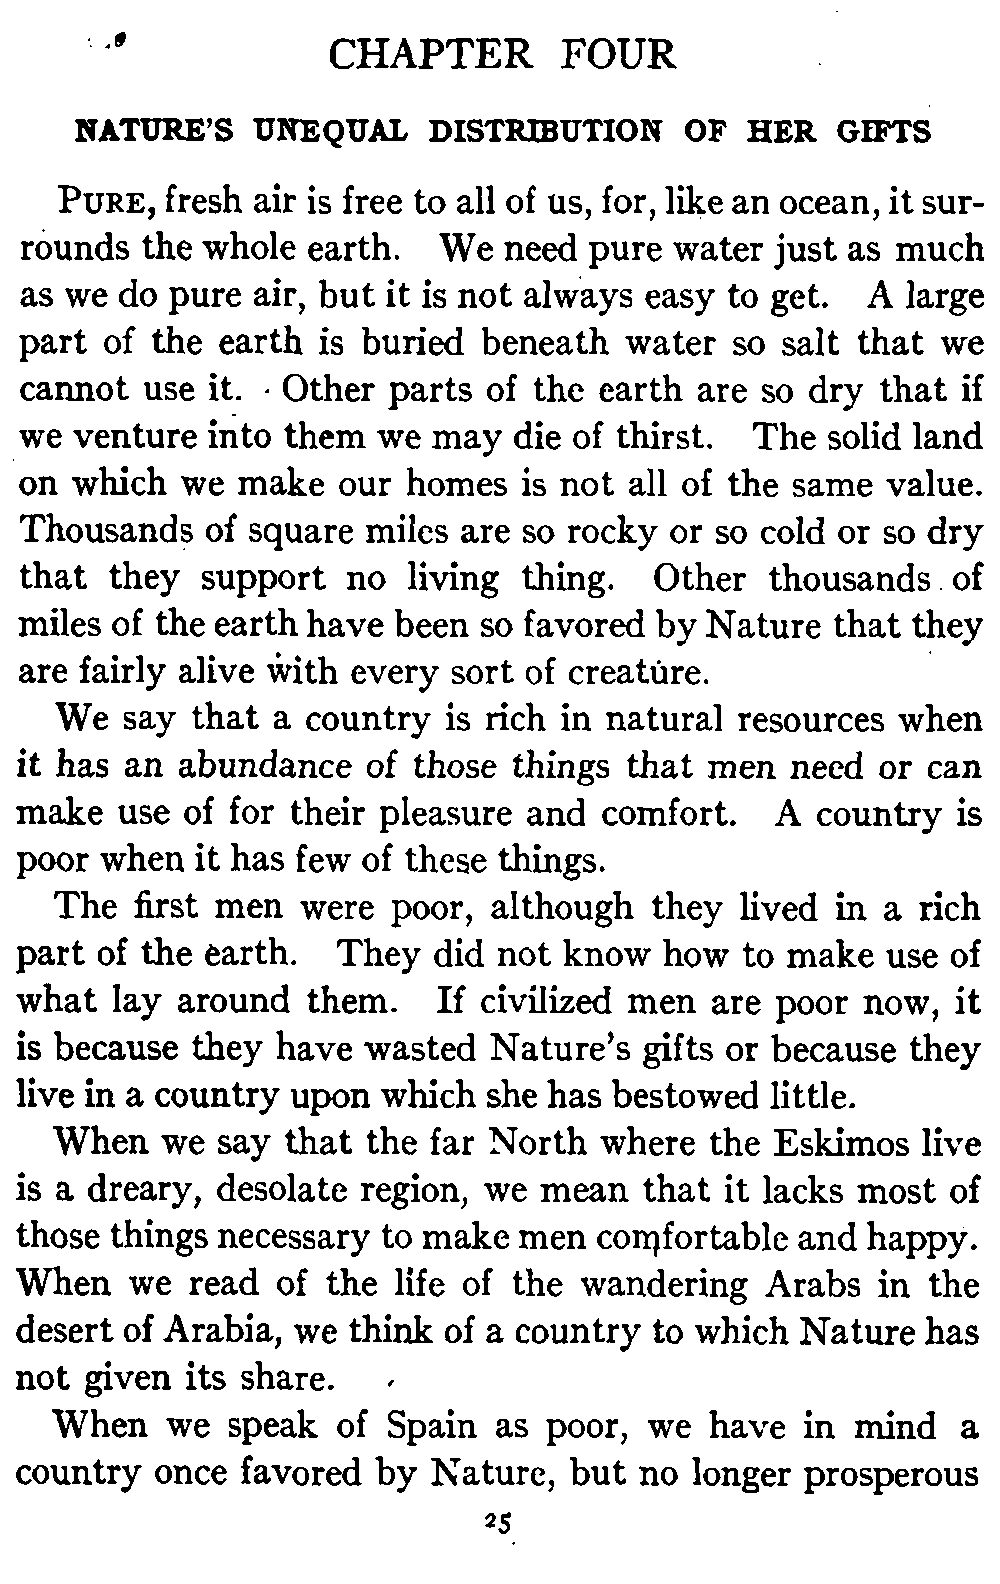 CHAPTER FOUR
NATURE'S UNEQUAL DISTRIBUTION OF HER GIFTS
PURE, fresh air is free to all of us, for, like an ocean, it sur-
rounds the whole earth. We need pure water just as much
as we do pure air, but it is not always easy to get. A large
part of the earth is buried beneath water so salt that we
cannot use it. Other parts of the earth are so dry that if
we venture into them we may die of thirst. The solid land
on which we make our homes is not all of the same value.
Thousands of square miles are so rocky or so cold or so dry
that they support no living thing. Other thousands of
miles of the earth have been so favored by Nature that they
are fairly alive with every sort of creature.
We say that a country is rich in natural resources when
it has an abundance of those things that men need or can
make use of for their pleasure and comfort. A country is
poor when it has few of these things.
The first men were poor, although they lived in a rich
part of the earth. They did not know how to make use of
what lay around them. If civilized men are poor now, it
is because they have wasted Nature's gifts or because they
live in a country upon which she has bestowed little.
When we say that the far North where the Eskimos live
is a dreary, desolate region, we mean that it lacks most of
those things necessary to make men comfortable and happy.
When we read of the life of the wandering Arabs in the
desert of Arabia, we think of a country to which Nature has
not given its share.
When we speak of Spain as poor, we have in mind a
country once favored by Nature, but no longer prosperous
25